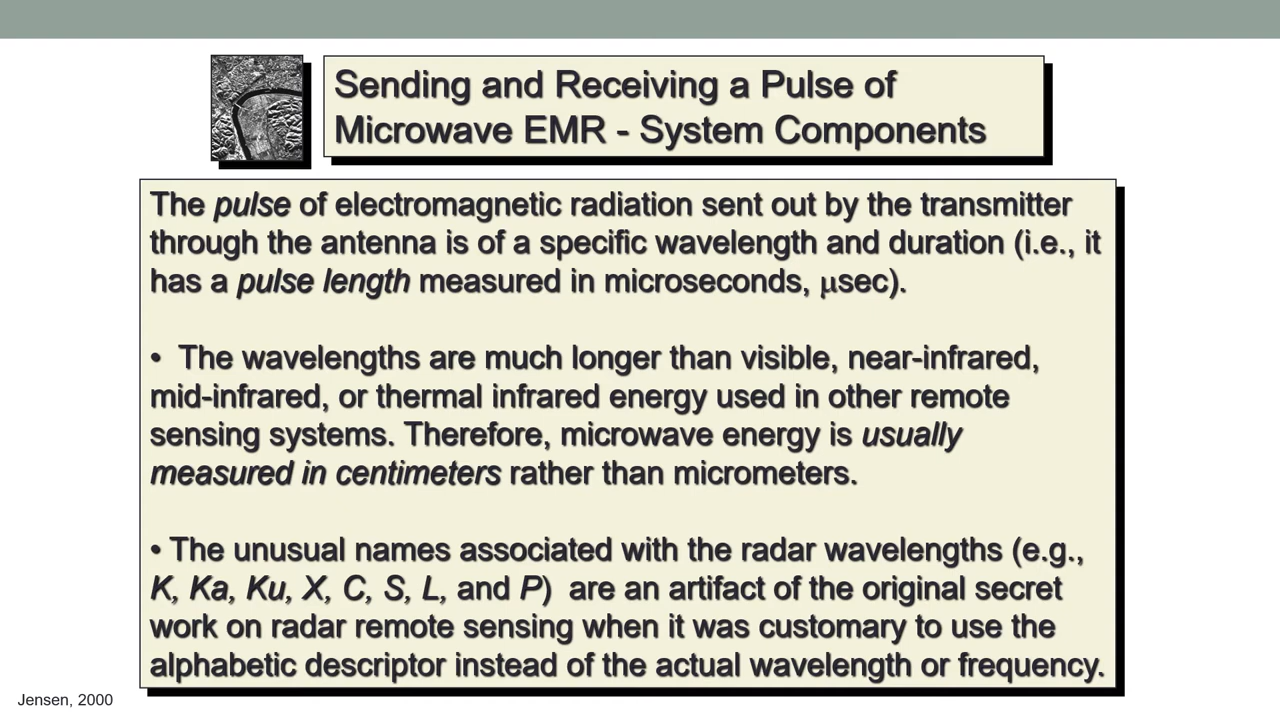 Sending and Receiving a Pulse of
Microwave EMR - System Components
The pulse of electromagnetic radiation sent out by the transmitter
through the antenna is of a specific wavelength and duration (i.e., it
has a pulse length measured in microseconds, μsec).
• The wavelengths are much longer than visible, near-infrared,
mid-infrared, or thermal infrared energy used in other remote
sensing systems. Therefore, microwave energy is usually
measured in centimeters rather than micrometers.
• The unusual names associated with the radar wavelengths (e.g.,
K, Ka, Ku, X, C, S, L, and P) are an artifact of the original secret
work on radar remote sensing when it was customary to use the
alphabetic descriptor instead of the actual wavelength or frequency.
Jensen, 2000